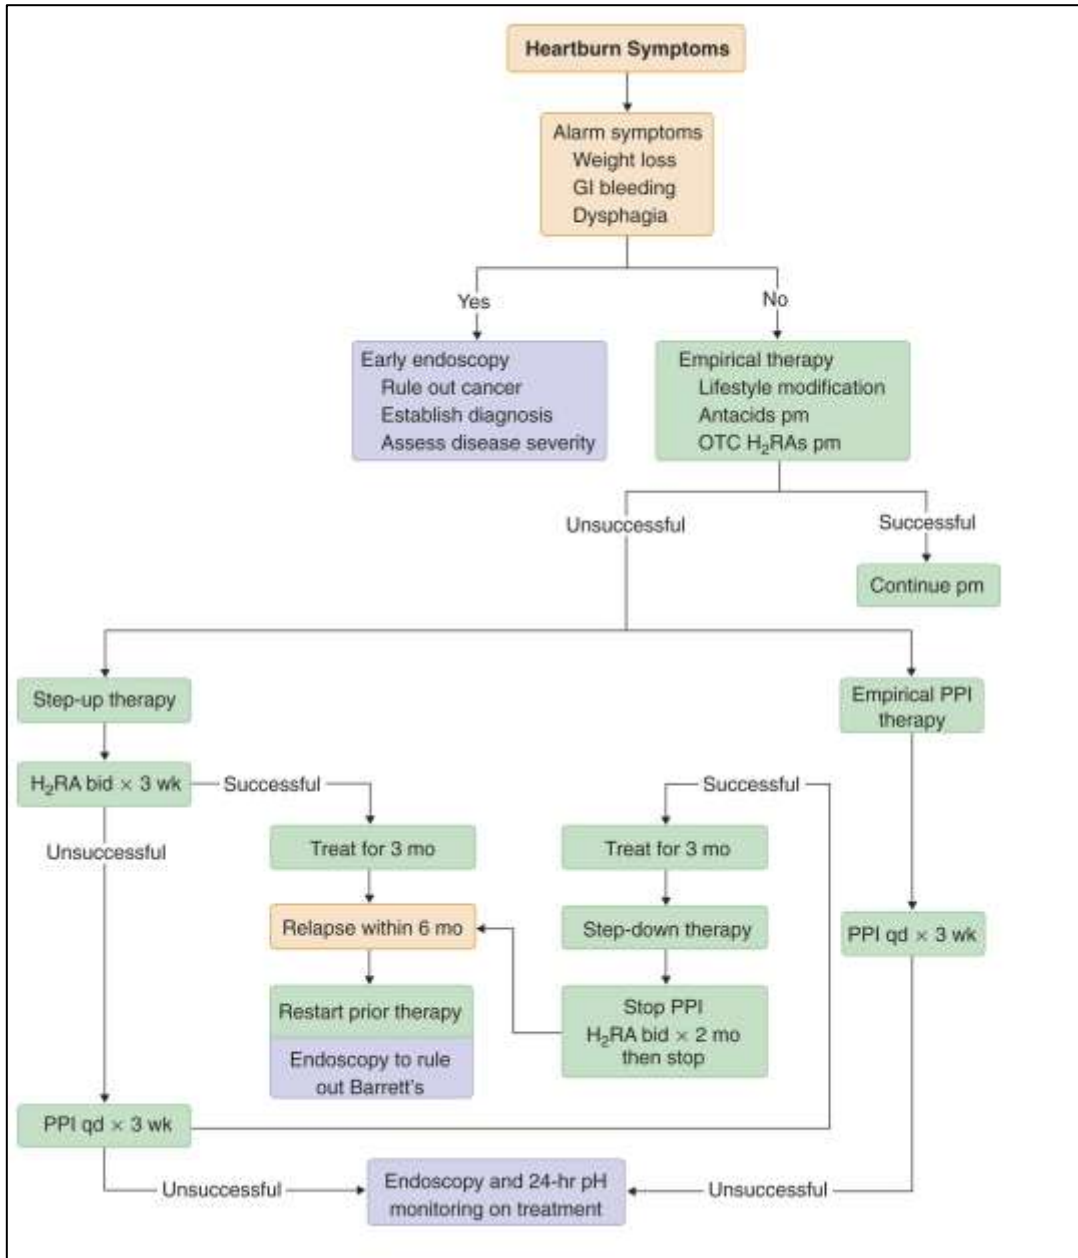 Heartburn Symptoms
Alarm symptoms
Weight loss
GI bleeding
Dysphagia
Yes
No
Early endoscopy
Rule out cancer
Establish diagnosis
Assess disease severity
Empirical therapy
Lifestyle modification
Antacids pm
OTC H₂RAs pm
Unsuccessful
Successful
Continue pm
Step-up therapy
Empirical PPI
therapy
H₂RA bid × 3 wk
Successful
Successful
Unsuccessful
Treat for 3 mo
Treat for 3 mo
Relapse within 6 mo
Step-down therapy
PPI qd × 3 wk
Restart prior therapy
Endoscopy to rule
out Barrett's
Stop PPI
H₂RA bid × 2 mo
then stop
PPI qd × 3 wk
Unsuccessful
Endoscopy and 24-hr pH
monitoring on treatment
Unsuccessful